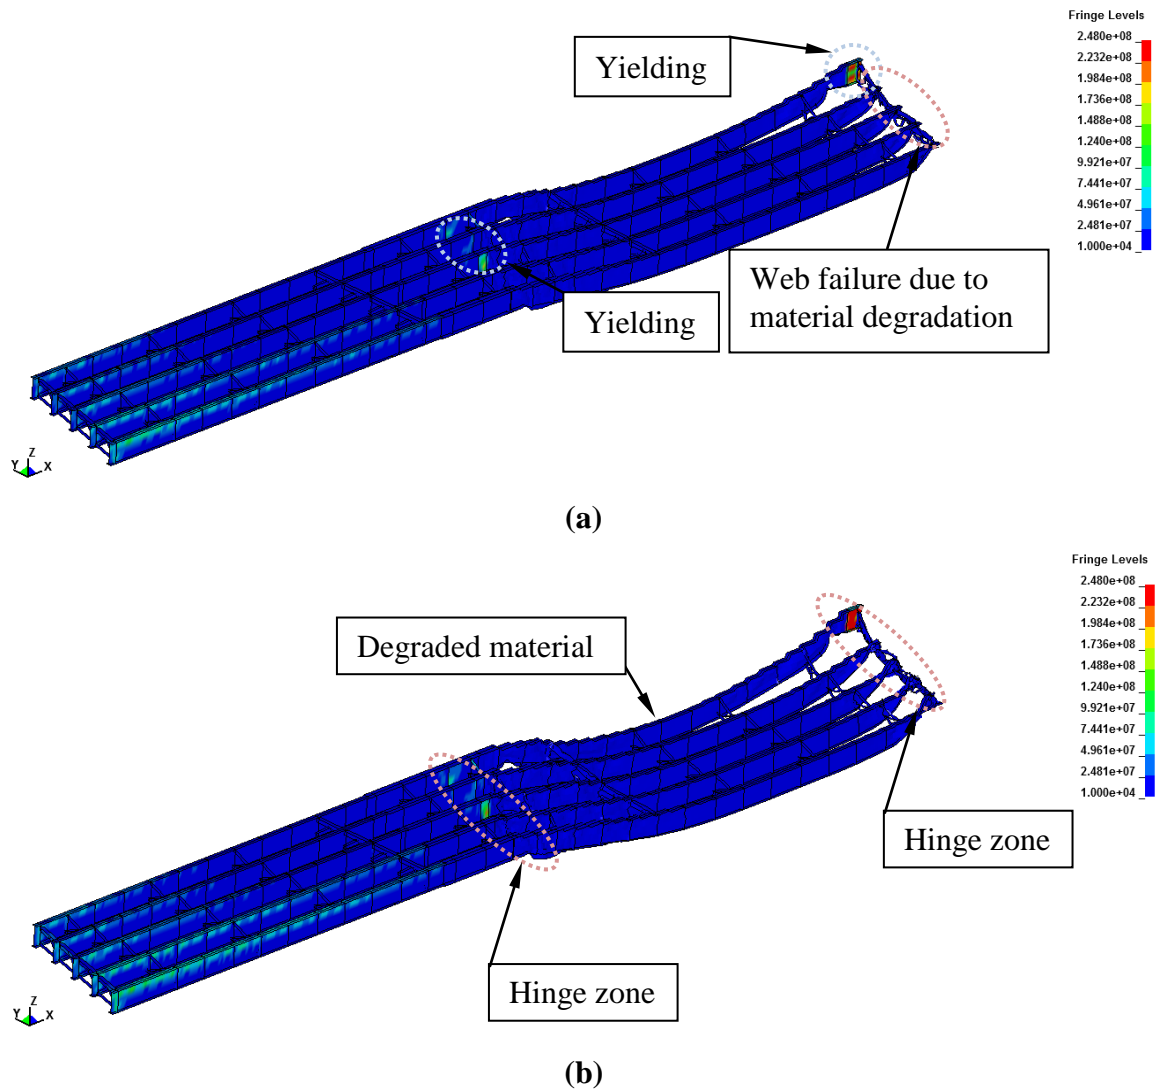 Fringe Levels
2.480e+08
2.232e+08
1.984e+08
1.736e+08
1.488e+08
1.240e+08
9.921e+07
7.441e+07
4.961e+07
2.481e+07
1.000e+04
Yielding
Yielding
Web failure due to
material degradation
Z
Y
X
(a)
Fringe Levels
2.480e+08
2.232e+08
1.984e+08
1.736e+08
1.488e+08
1.240e+08
9.921e+07
7.441e+07
4.961e+07
2.481e+07
1.000e+04
Degraded material
Hinge zone
Hinge zone
Z
Y
X
(b)